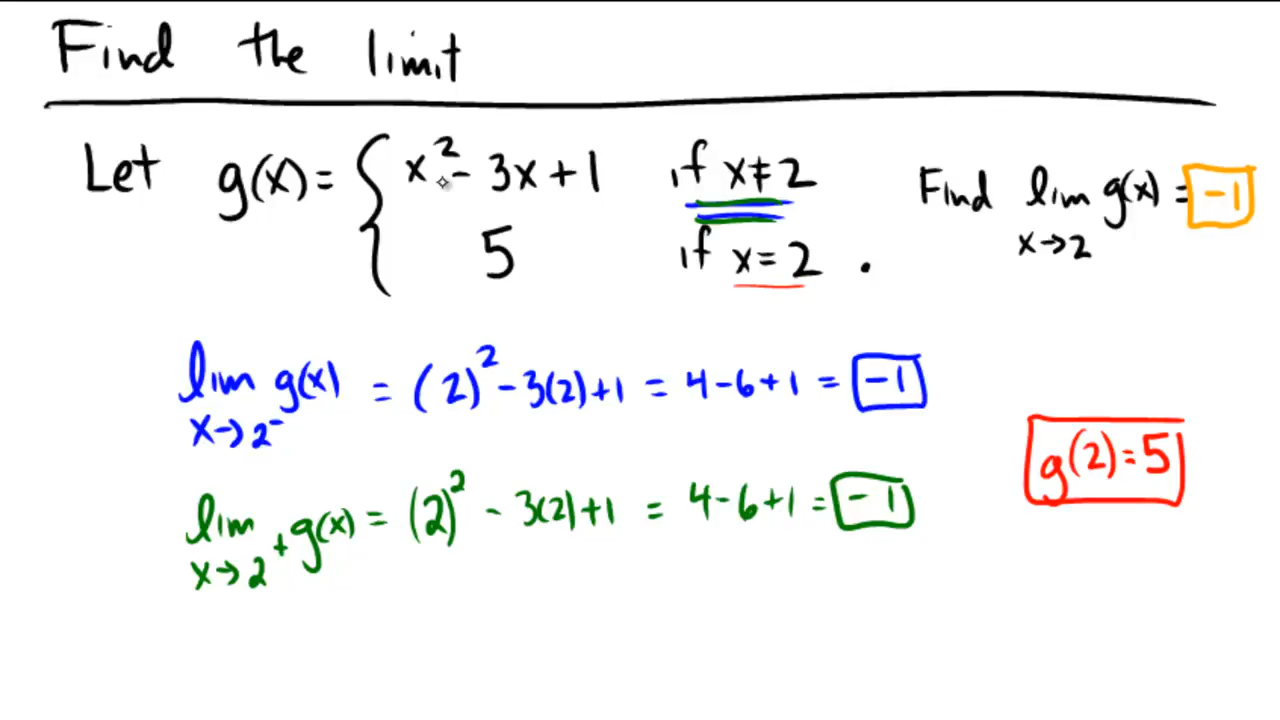 Find the limit
Let g(x) = { x² - 3x + 1 if x ≠ 2 Find lim g(x) = -1
5 if x = 2 . x→2
lim g(x) = (2)² - 3(2) + 1 = 4 - 6 + 1 = -1
x→2⁻
g(2) = 5
lim g(x) = (2)² - 3(2) + 1 = 4 - 6 + 1 = -1
x→2⁺